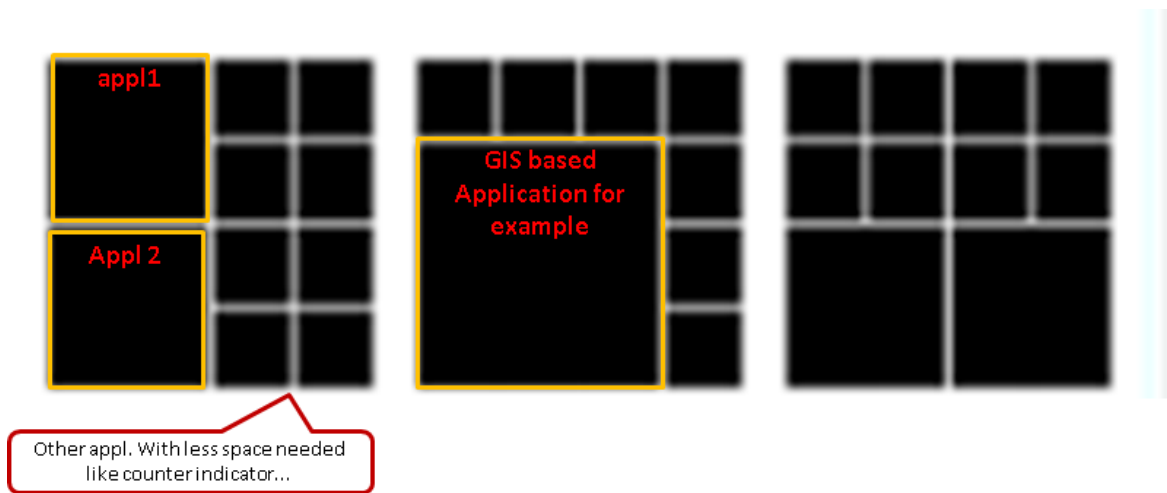 appl1
Appl 2
GIS based
Application for
example
Other appl. With less space needed
like counter indicator...